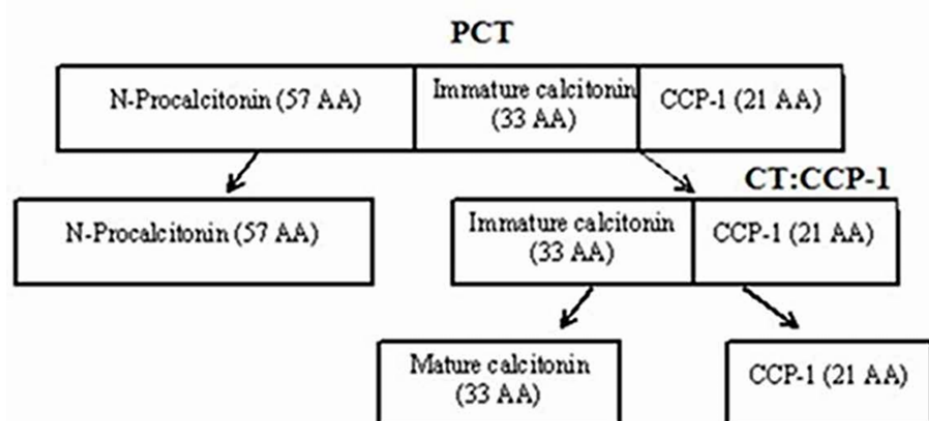 PCT
N-Procalcitonin (57 AA)
Immature calcitonin
(33 AA)
CCP-1 (21 AA)
CT:CCP-1
N-Procalcitonin (57 AA)
Immature calcitonin
(33 AA)
CCP-1 (21 AA)
Mature calcitonin
(33 AA)
CCP-1 (21 AA)